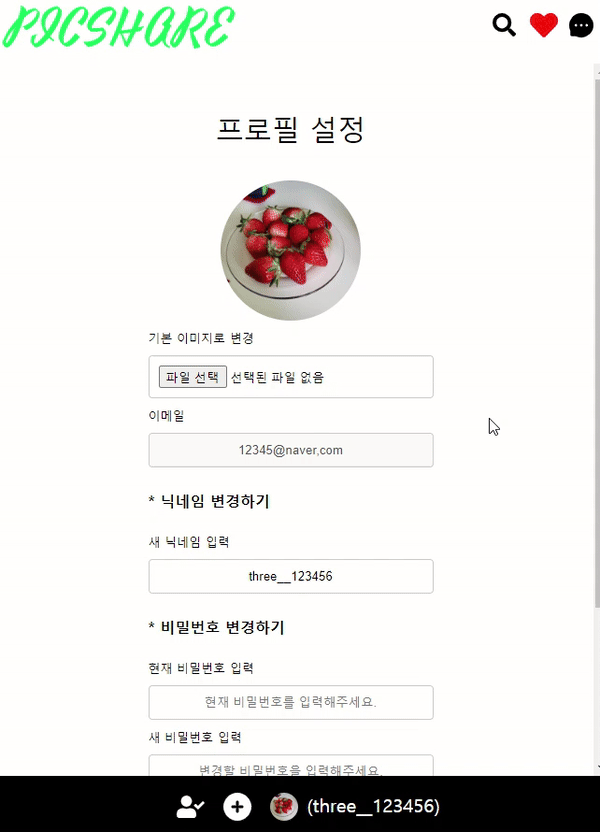 PICSHARE
프로필 설정
기본 이미지로 변경
파일 선택 선택된 파일 없음
이메일
12345@naver,com
* 닉네임 변경하기
새 닉네임 입력
three__123456
* 비밀번호 변경하기
현재 비밀번호 입력
현재 비밀번호를 입력해주세요.
새 비밀번호 입력
변경할 비밀번호을 입력해주세요.
(three__123456)